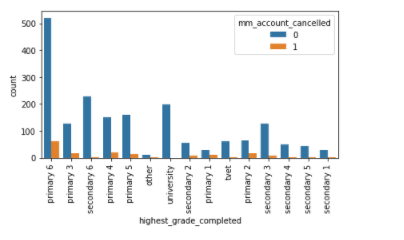 mm_account_cancelled
0
1
500
400
300
200
100
0
count
primary 6
primary 3
secondary 6
primary 4
primary 5
other
university
secondary 2
primary 1
tvet
primary 2
secondary 3
secondary 4
secondary 5
secondary 1
highest_grade_completed